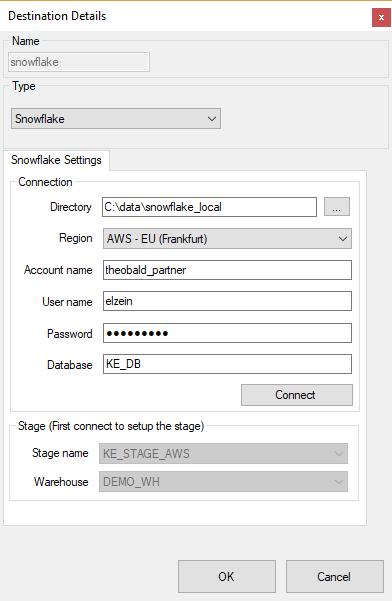 Destination Details
x
Name
snowflake
Type
Snowflake
Snowflake Settings
Connection
Directory C:\data\snowflake_local ...
Region AWS - EU (Frankfurt)
Account name theobald_partner
User name elzein
Password ●●●●●●●●●
Database KE_DB
Connect
Stage (First connect to setup the stage)
Stage name KE_STAGE_AWS
Warehouse DEMO_WH
OK Cancel